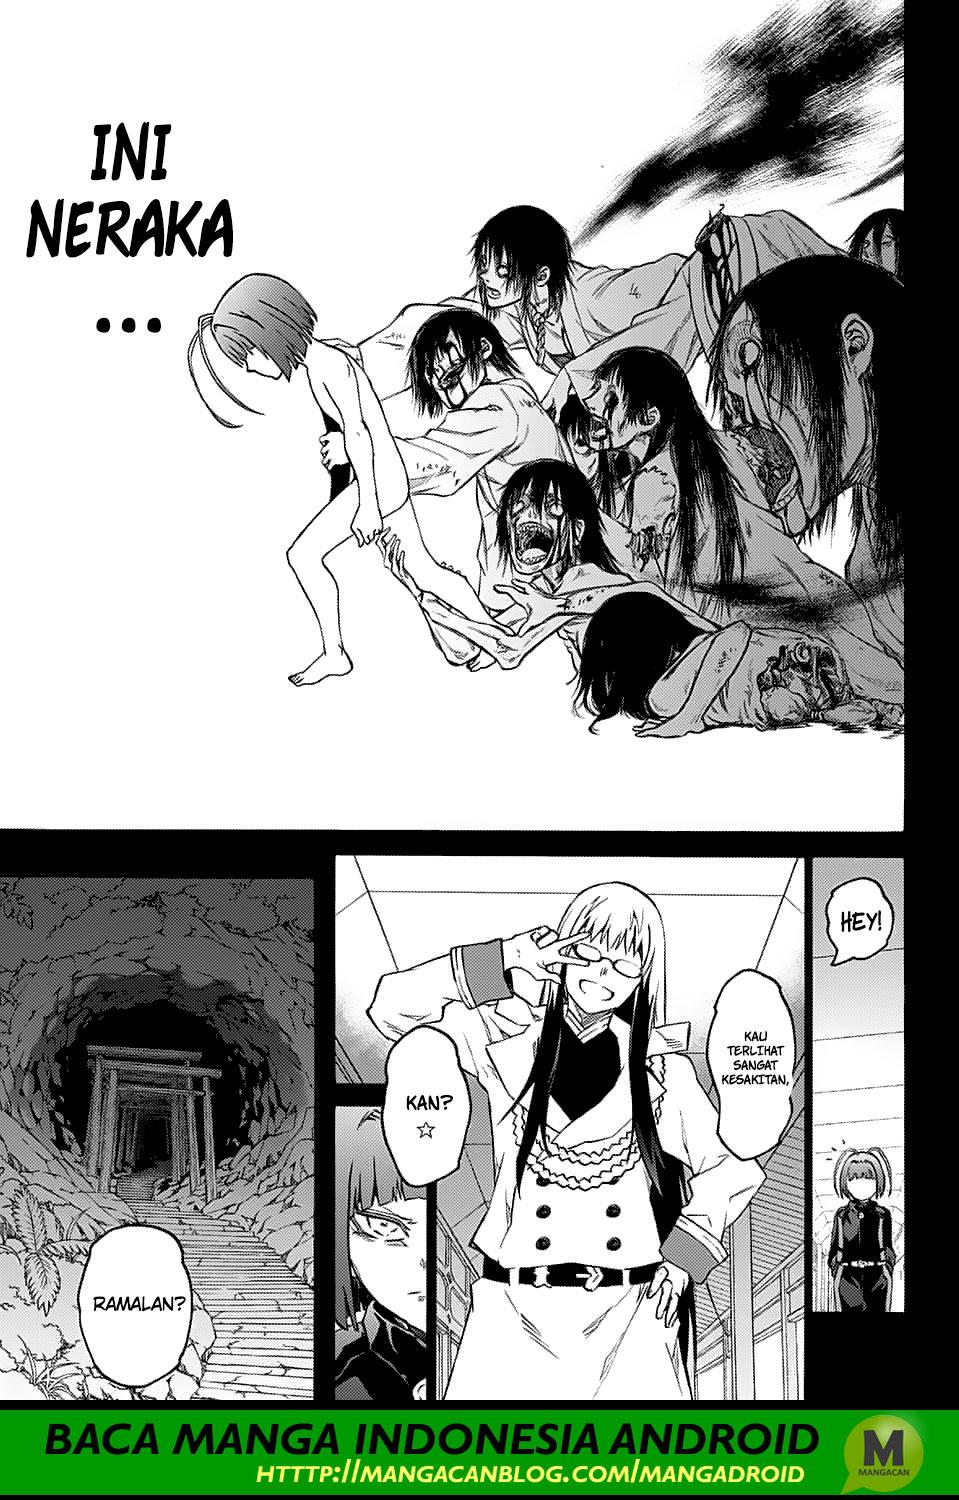 INI
NERAKA
...
HEY!
KAU
TERLIHAT
SANGAT
KESAKITAN,
KAN?
☆
RAMALAN?
BACA MANGA INDONESIA ANDROID
HTTTP://MANGACANBLOG.COM/MANGADROID
M
MANGACAN